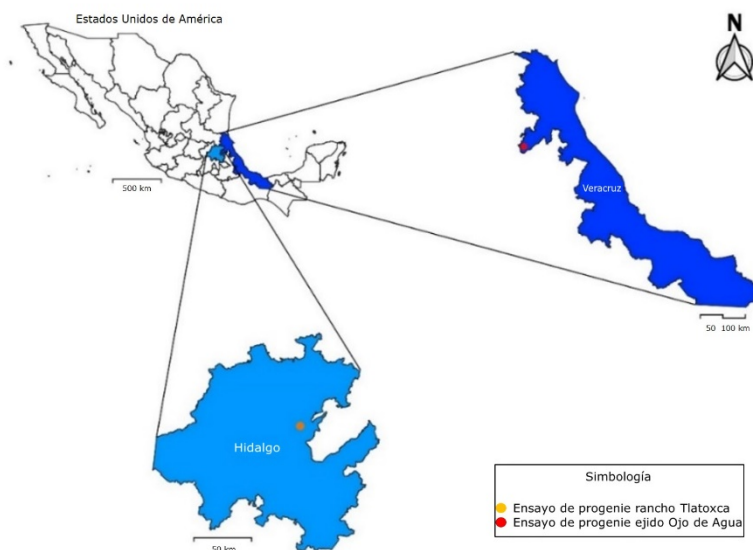 Estados Unidos de América
N
500 km
Veracruz
50 100 km
Hidalgo
50 km
Simbología
Ensayo de progenie rancho Tlatoxca
Ensayo de progenie ejido Ojo de Agua